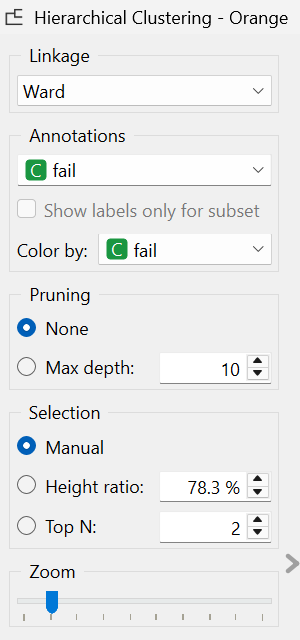 Hierarchical Clustering - Orange
Linkage
Ward
Annotations
C fail
Show labels only for subset
Color by: C fail
Pruning
None
Max depth: 10
Selection
Manual
Height ratio: 78.3 %
Top N: 2
Zoom